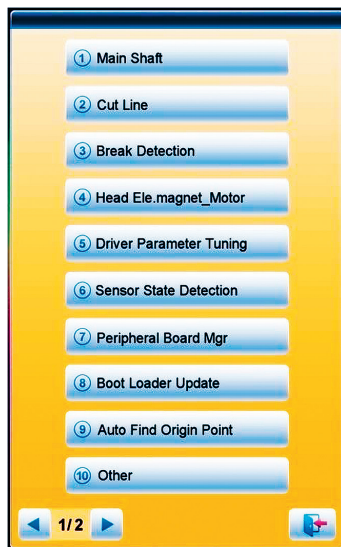 1 Main Shaft
2 Cut Line
3 Break Detection
4 Head Ele.magnet_Motor
5 Driver Parameter Tuning
6 Sensor State Detection
7 Peripheral Board Mgr
8 Boot Loader Update
9 Auto Find Origin Point
10 Other
1/2